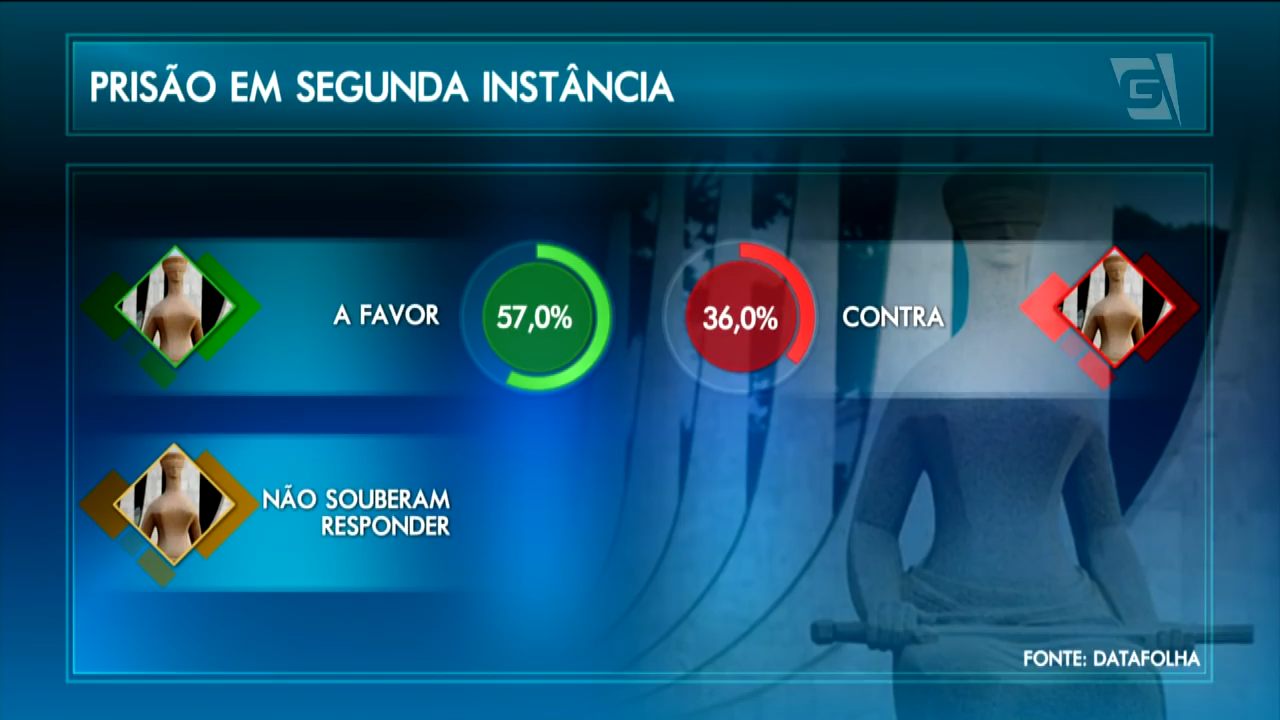 PRISÃO EM SEGUNDA INSTÂNCIA
A FAVOR
57,0%
36,0%
CONTRA
NÃO SOUBERAM
RESPONDER
FONTE: DATAFOLHA